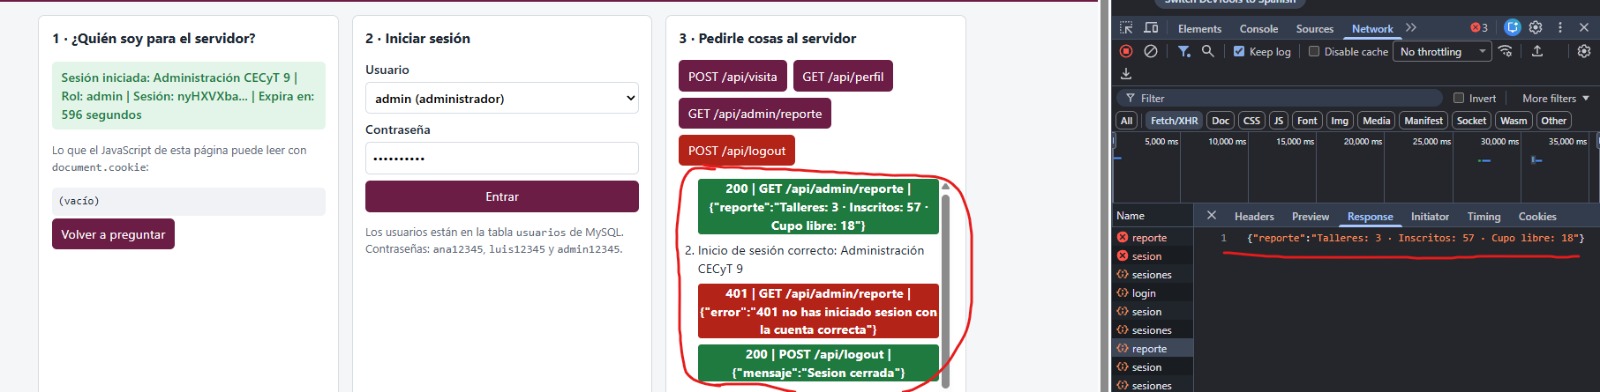 Switch DevTools to Spanish
1 · ¿Quién soy para el servidor?
Sesión iniciada: Administración CECyT 9 |
Rol: admin | Sesión: nyHXVXba... | Expira en:
596 segundos
Lo que el JavaScript de esta página puede leer con
document.cookie:
(vacío)
Volver a preguntar
2 · Iniciar sesión
Usuario
admin (administrador)
Contraseña
••••••••••
Entrar
Los usuarios están en la tabla usuarios de MySQL.
Contraseñas: ana12345, luis12345 y admin12345.
3 · Pedirle cosas al servidor
POST /api/visita
GET /api/perfil
GET /api/admin/reporte
POST /api/logout
200 | GET /api/admin/reporte |
{"reporte":"Talleres: 3 · Inscritos: 57 ·
Cupo libre: 18"}
2. Inicio de sesión correcto: Administración
CECyT 9
401 | GET /api/admin/reporte |
{"error":"401 no has iniciado sesion con
la cuenta correcta"}
200 | POST /api/logout |
{"mensaje":"Sesion cerrada"}
Elements Console Sources Network 3
Keep log Disable cache No throttling
Filter Invert More filters
All Fetch/XHR Doc CSS JS Font Img Media Manifest Socket Wasm Other
5,000 ms 10,000 ms 15,000 ms 20,000 ms 25,000 ms 30,000 ms 35,000 ms
Name
reporte
sesion
sesiones
login
sesion
sesiones
reporte
sesion
sesiones
Headers Preview Response Initiator Timing Cookies
1 {"reporte":"Talleres: 3 · Inscritos: 57 · Cupo libre: 18"}